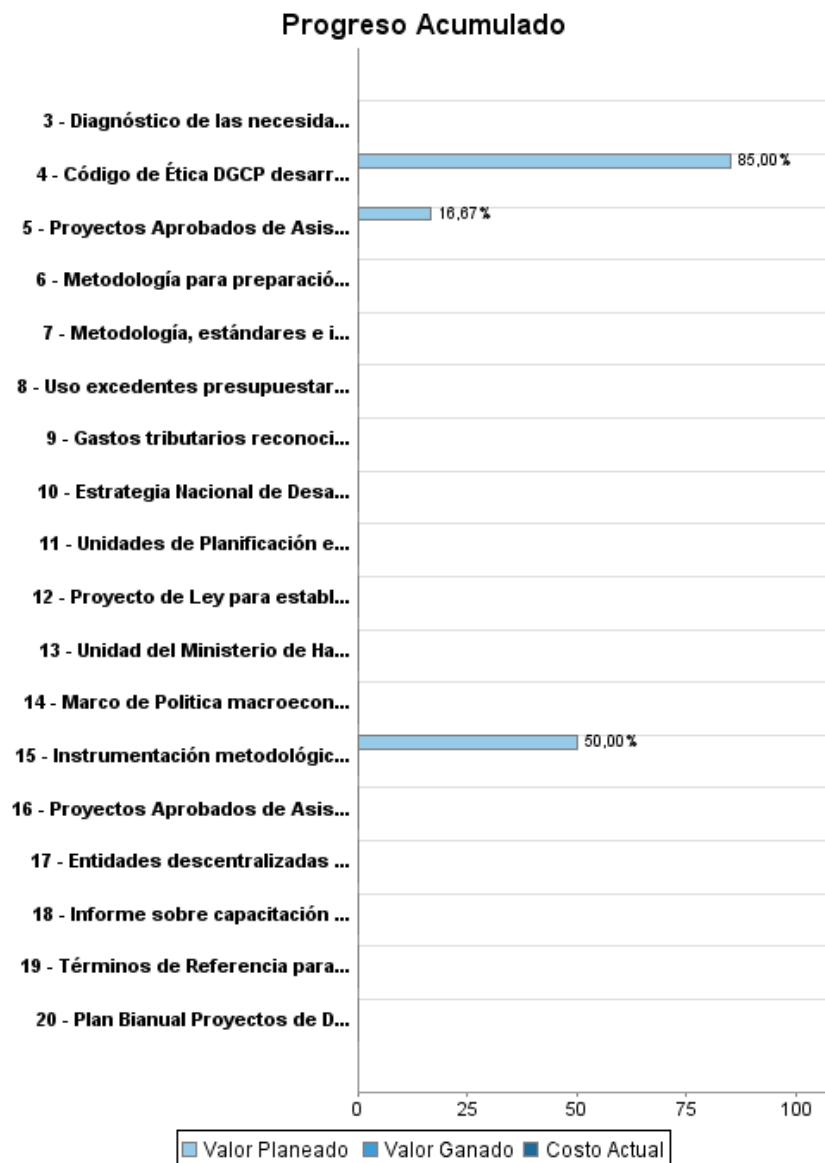 Progreso Acumulado
3 - Diagnóstico de las necesida...
85,00%
4 - Código de Ética DGCP desarr...
16,67%
5 - Proyectos Aprobados de Asis...
6 - Metodología para preparació...
7 - Metodología, estándares e i...
8 - Uso excedentes presupuestar...
9 - Gastos tributarios reconoci...
10 - Estrategia Nacional de Desa...
11 - Unidades de Planificación e...
12 - Proyecto de Ley para establ...
13 - Unidad del Ministerio de Ha...
14 - Marco de Politica macroecon...
50,00%
15 - Instrumentación metodológic...
16 - Proyectos Aprobados de Asis...
17 - Entidades descentralizadas ...
18 - Informe sobre capacitación ...
19 - Términos de Referencia para...
20 - Plan Bianual Proyectos de D...
0 25 50 75 100
Valor Planeado Valor Ganado Costo Actual